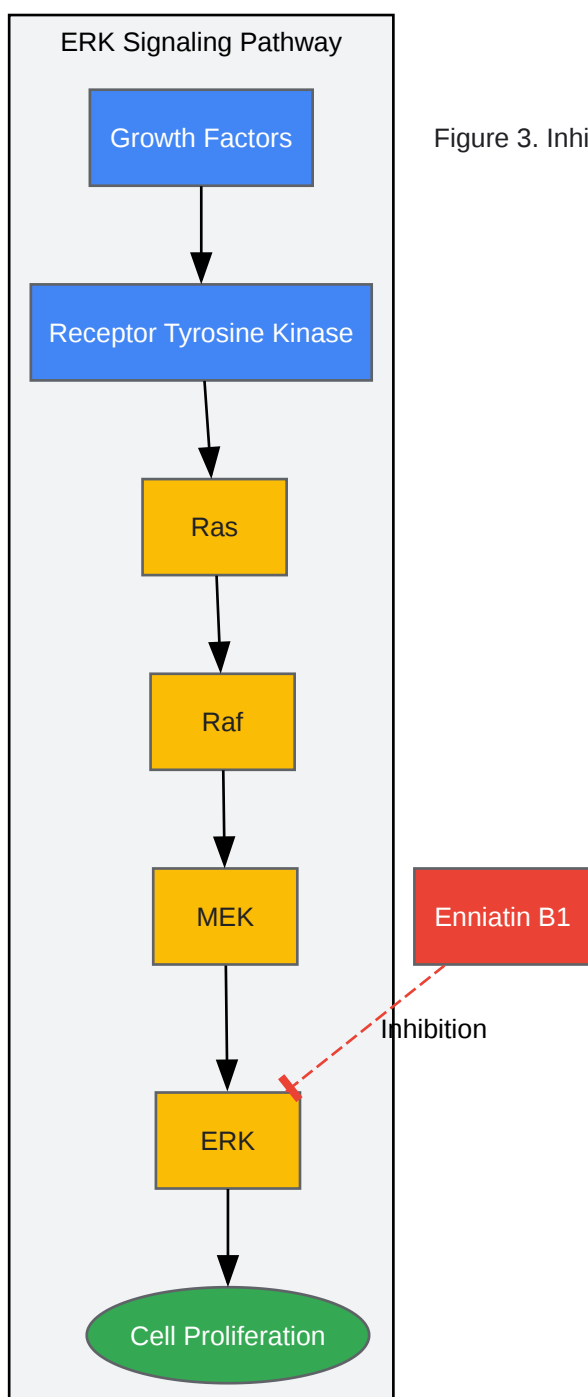 ERK Signaling Pathway
Growth Factors
Figure 3. Inhi
Receptor Tyrosine Kinase
Ras
Raf
MEK
Enniatin B1
Inhibition
ERK
Cell Proliferation